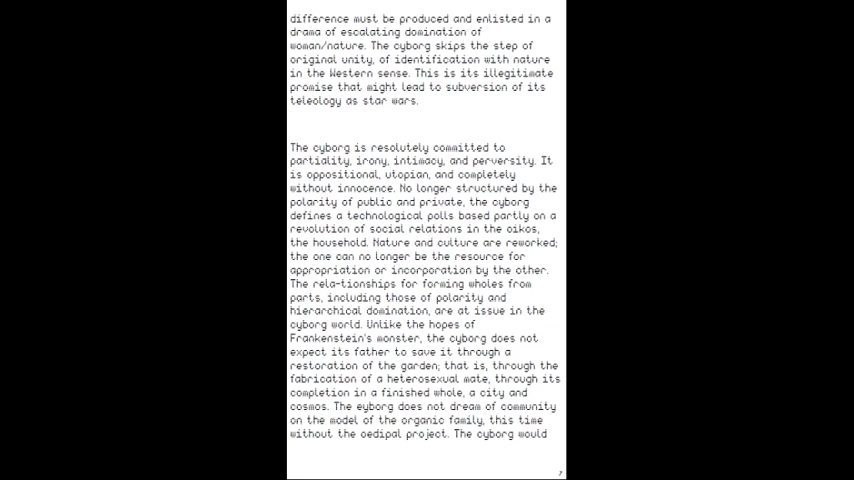 difference must be produced and enlisted in a
drama of escalating domination of
woman/nature. The cyborg skips the step of
original unity, of identification with nature
in the Western sense. This is its illegitimate
promise that might lead to subversion of its
teleology as star wars.
The cyborg is resolutely committed to
partiality, irony, intimacy, and perversity. It
is oppositional, utopian, and completely
without innocence. No longer structured by the
polarity of public and private, the cyborg
defines a technological polls based partly on a
revolution of social relations in the oikos,
the household. Nature and culture are reworked;
the one can no longer be the resource for
appropriation or incorporation by the other.
The rela-tionships for forming wholes from
parts, including those of polarity and
hierarchical domination, are at issue in the
cyborg world. Unlike the hopes of
Frankenstein's monster, the cyborg does not
expect its father to save it through a
restoration of the garden; that is, through the
fabrication of a heterosexual mate, through its
completion in a finished whole, a city and
cosmos. The eyborg does not dream of community
on the model of the organic family, this time
without the oedipal project. The cyborg would
7